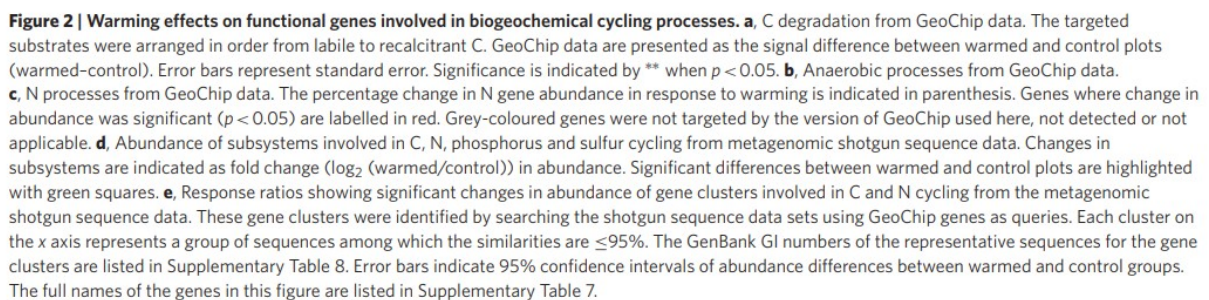 Figure 2 | Warming effects on functional genes involved in biogeochemical cycling processes. a, C degradation from GeoChip data. The targeted
substrates were arranged in order from labile to recalcitrant C. GeoChip data are presented as the signal difference between warmed and control plots
(warmed–control). Error bars represent standard error. Significance is indicated by ** when p < 0.05. b, Anaerobic processes from GeoChip data.
c, N processes from GeoChip data. The percentage change in N gene abundance in response to warming is indicated in parenthesis. Genes where change in
abundance was significant (p < 0.05) are labelled in red. Grey-coloured genes were not targeted by the version of GeoChip used here, not detected or not
applicable. d, Abundance of subsystems involved in C, N, phosphorus and sulfur cycling from metagenomic shotgun sequence data. Changes in
subsystems are indicated as fold change (log₂ (warmed/control)) in abundance. Significant differences between warmed and control plots are highlighted
with green squares. e, Response ratios showing significant changes in abundance of gene clusters involved in C and N cycling from the metagenomic
shotgun sequence data. These gene clusters were identified by searching the shotgun sequence data sets using GeoChip genes as queries. Each cluster on
the x axis represents a group of sequences among which the similarities are ≤95%. The GenBank GI numbers of the representative sequences for the gene
clusters are listed in Supplementary Table 8. Error bars indicate 95% confidence intervals of abundance differences between warmed and control groups.
The full names of the genes in this figure are listed in Supplementary Table 7.